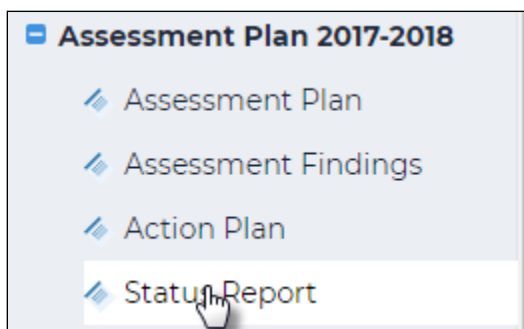 Assessment Plan 2017-2018
Assessment Plan
Assessment Findings
Action Plan
Status Report